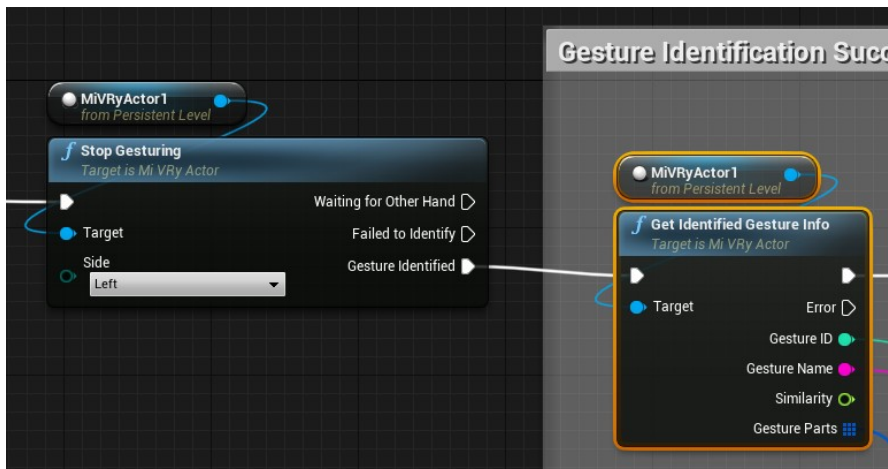 Gesture Identification Succ
MiVRyActor1
from Persistent Level
f Stop Gesturing
Target is Mi VRy Actor
Waiting for Other Hand
Target
Failed to Identify
Side
Gesture Identified
Left
MiVRyActor1
from Persistent Level
f Get Identified Gesture Info
Target is Mi VRy Actor
Target
Error
Gesture ID
Gesture Name
Similarity
Gesture Parts